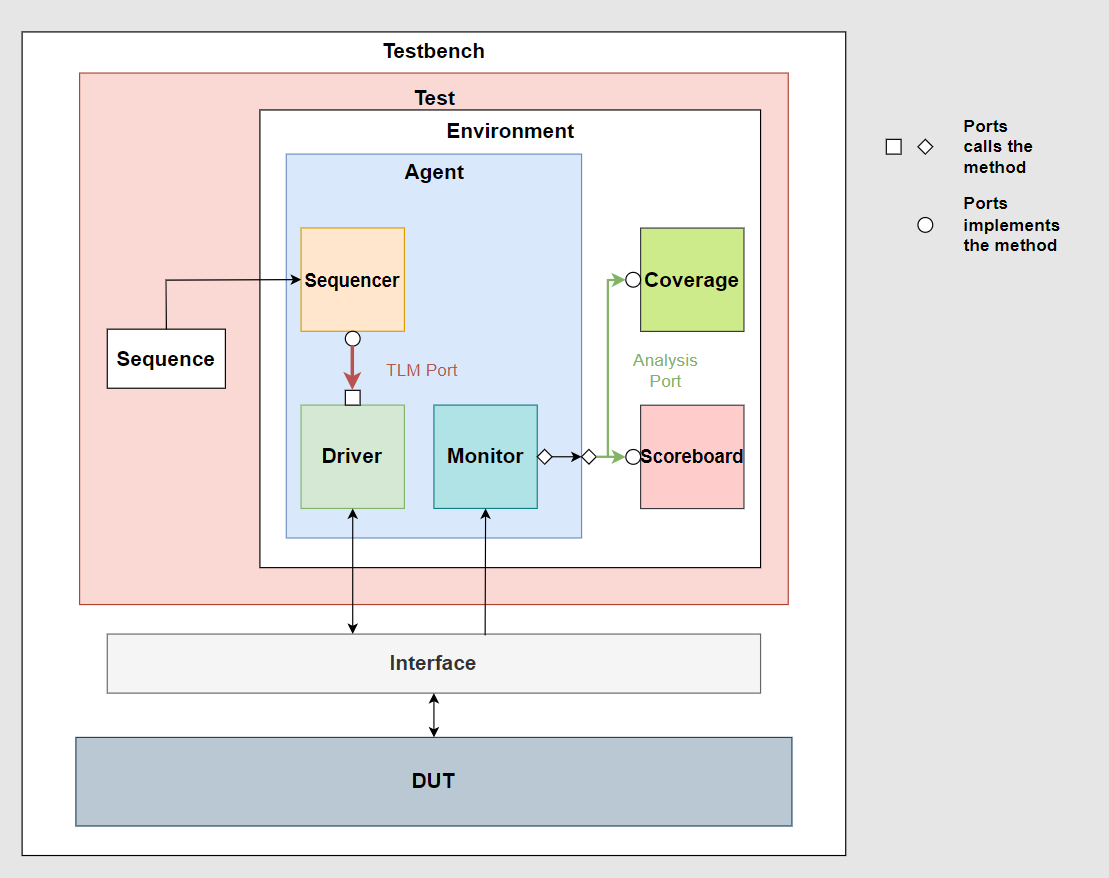 Testbench
Test
Environment
Agent
Sequencer
Coverage
Sequence
TLM Port
Analysis
Port
Driver
Monitor
Scoreboard
Interface
DUT
Ports
calls the
method
Ports
implements
the method